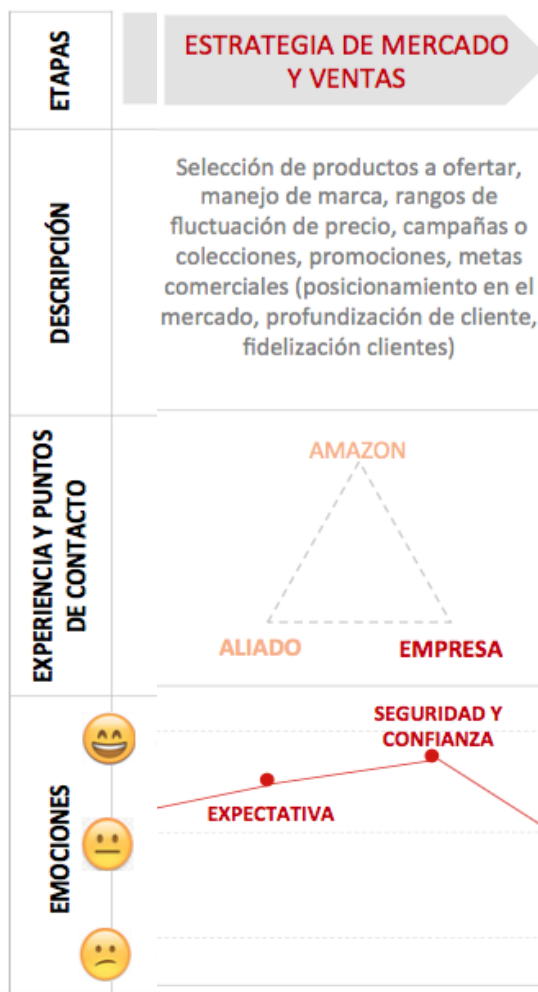 ETAPAS
ESTRATEGIA DE MERCADO
Y VENTAS
DESCRIPCIÓN
Selección de productos a ofertar,
manejo de marca, rangos de
fluctuación de precio, campañas o
colecciones, promociones, metas
comerciales (posicionamiento en el
mercado, profundización de cliente,
fidelización clientes)
EXPERIENCIA Y PUNTOS
DE CONTACTO
AMAZON
ALIADO
EMPRESA
EMOCIONES
SEGURIDAD Y
CONFIANZA
EXPECTATIVA